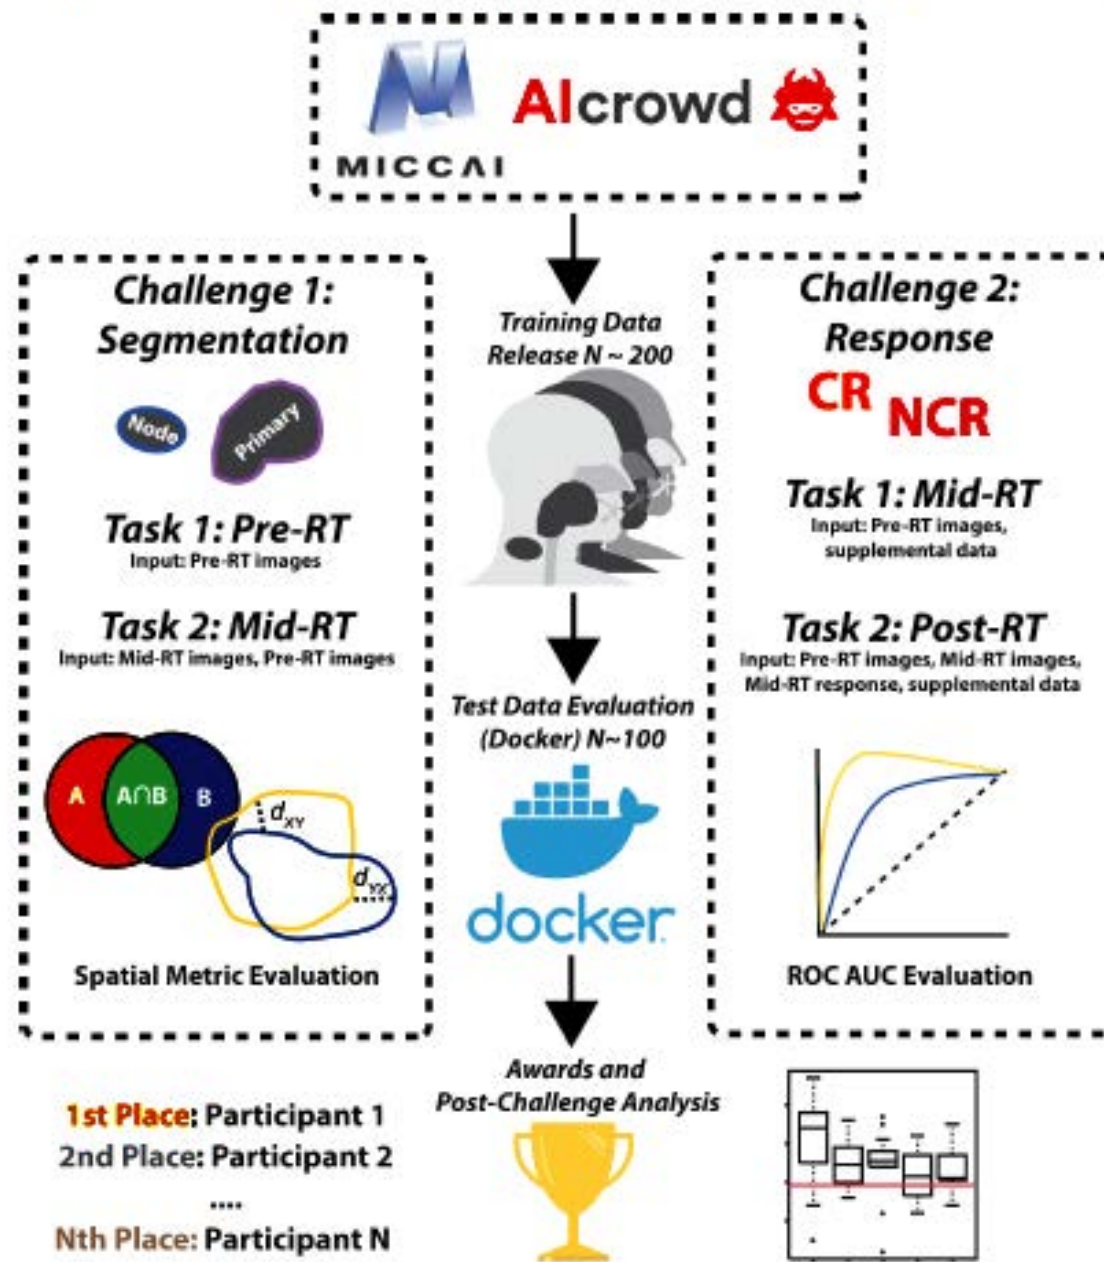 MICCAI
AIcrowd
Challenge 1:
Segmentation
Node
Primary
Task 1: Pre-RT
Input: Pre-RT images
Task 2: Mid-RT
Input: Mid-RT images, Pre-RT images
A
A∩B
B
d_XY
d_YX
Spatial Metric Evaluation
Training Data
Release N ~ 200
Test Data Evaluation
(Docker) N~100
docker
Challenge 2:
Response
CR
NCR
Task 1: Mid-RT
Input: Pre-RT images,
supplemental data
Task 2: Post-RT
Input: Pre-RT images, Mid-RT images,
Mid-RT response, supplemental data
ROC AUC Evaluation
Awards and
Post-Challenge Analysis
1st Place: Participant 1
2nd Place: Participant 2
....
Nth Place: Participant N